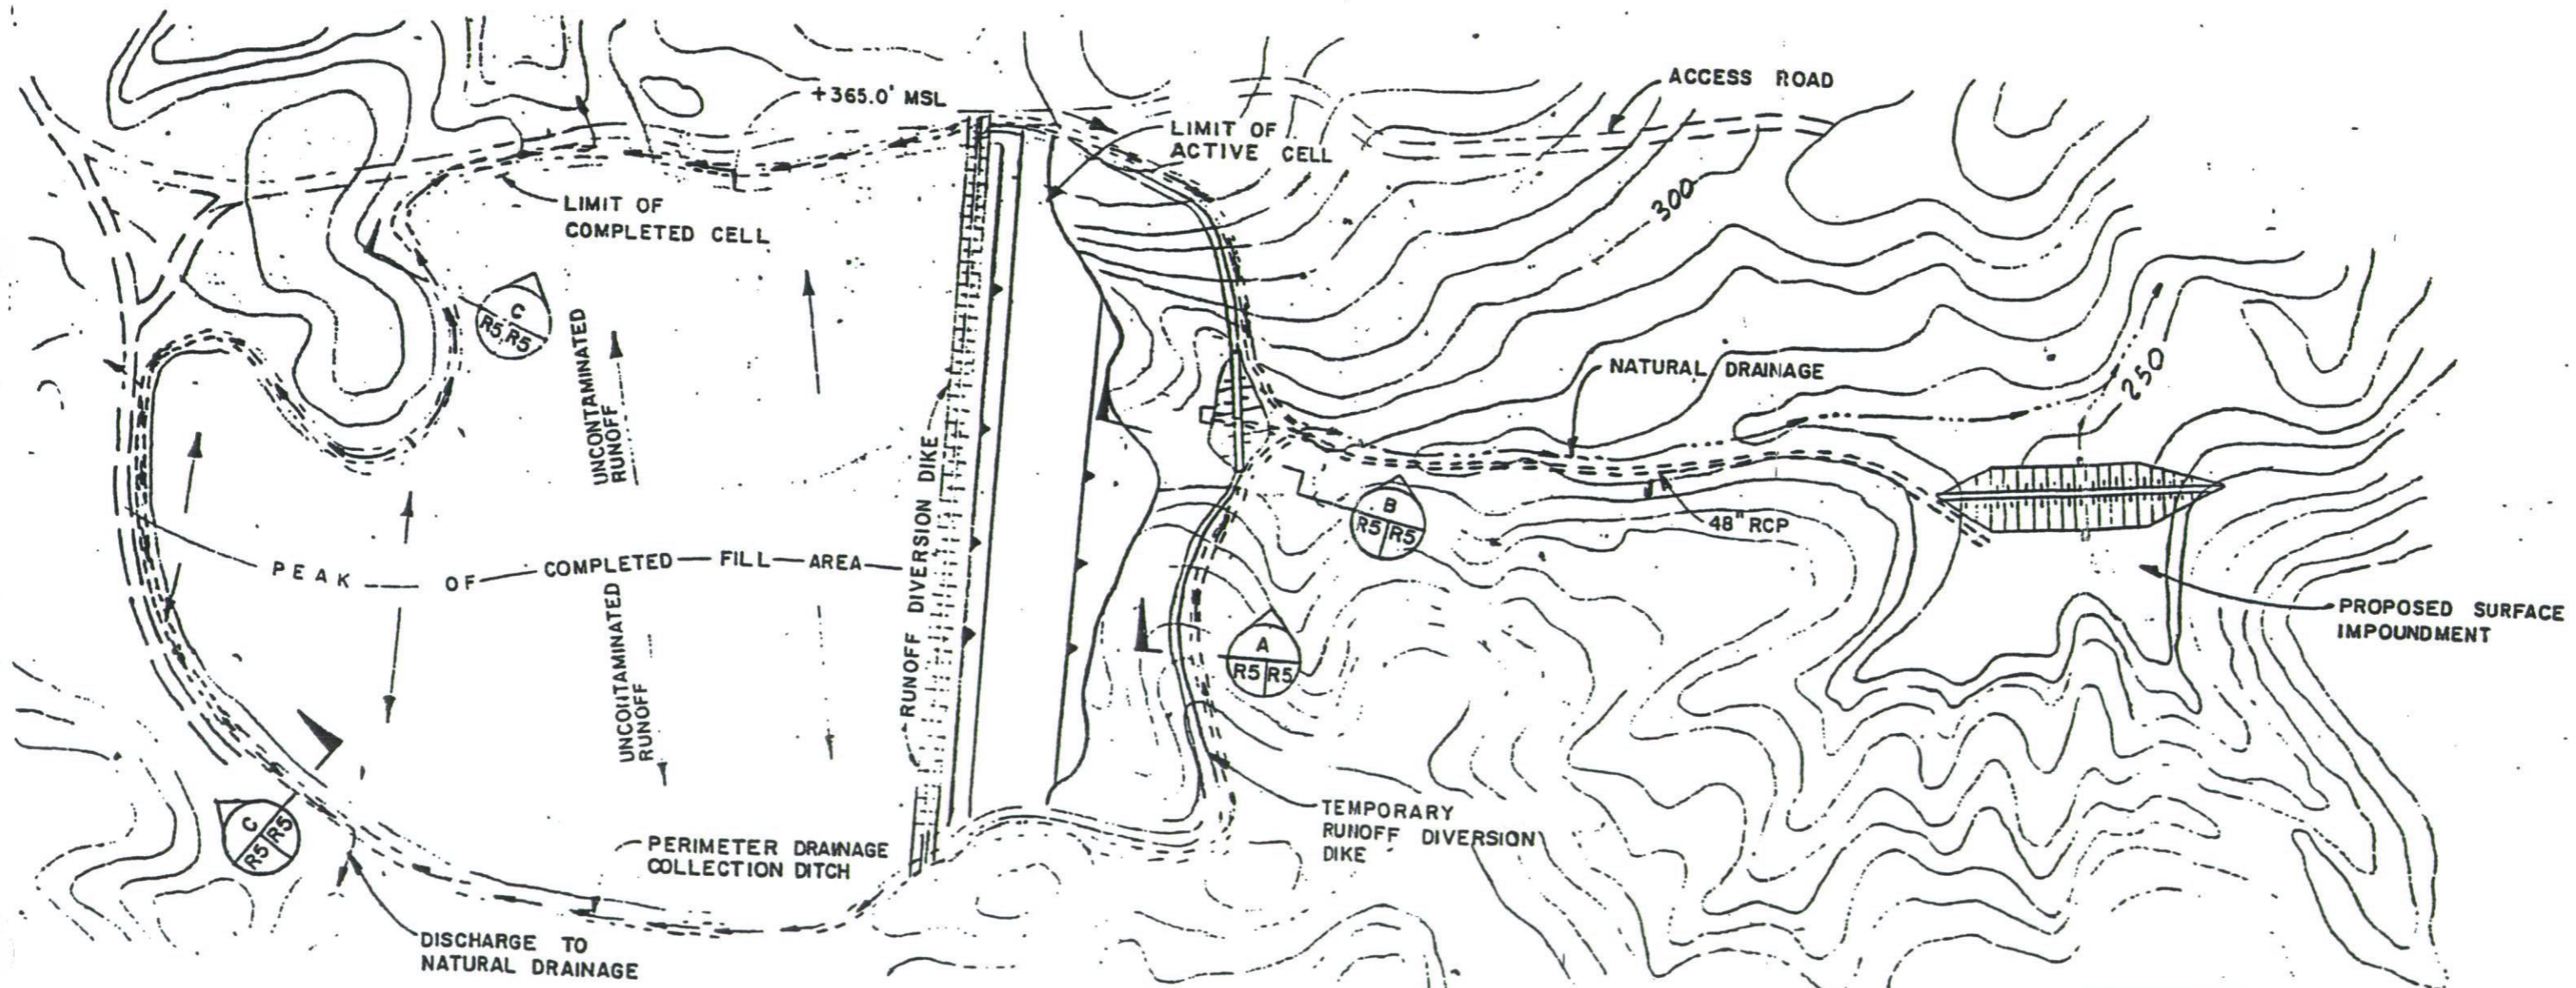 +365.0' MSL
ACCESS ROAD
LIMIT OF
ACTIVE CELL
LIMIT OF
COMPLETED CELL
300
C
R5 R5
UNCONTAMINATED
RUNOFF
NATURAL DRAINAGE
250
RUNOFF DIVERSION DIKE
B
R5 R5
48" RCP
PEAK OF COMPLETED FILL AREA
UNCONTAMINATED
RUNOFF
A
R5 R5
PROPOSED SURFACE
IMPOUNDMENT
C
R5 R5
PERIMETER DRAINAGE
COLLECTION DITCH
TEMPORARY
RUNOFF DIVERSION
DIKE
DISCHARGE TO
NATURAL DRAINAGE